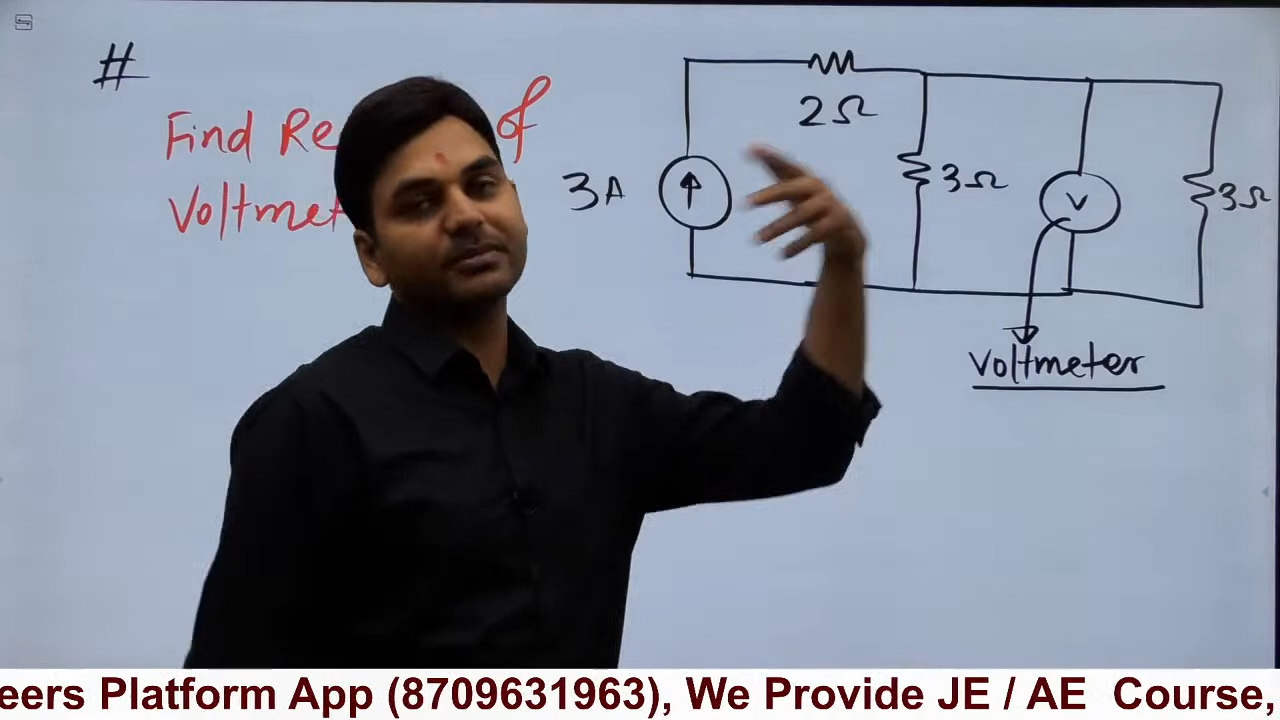 #
Find Re of
Voltmet
2Ω
3A
3Ω
V
3Ω
Voltmeter
eers Platform App (8709631963), We Provide JE / AE Course,